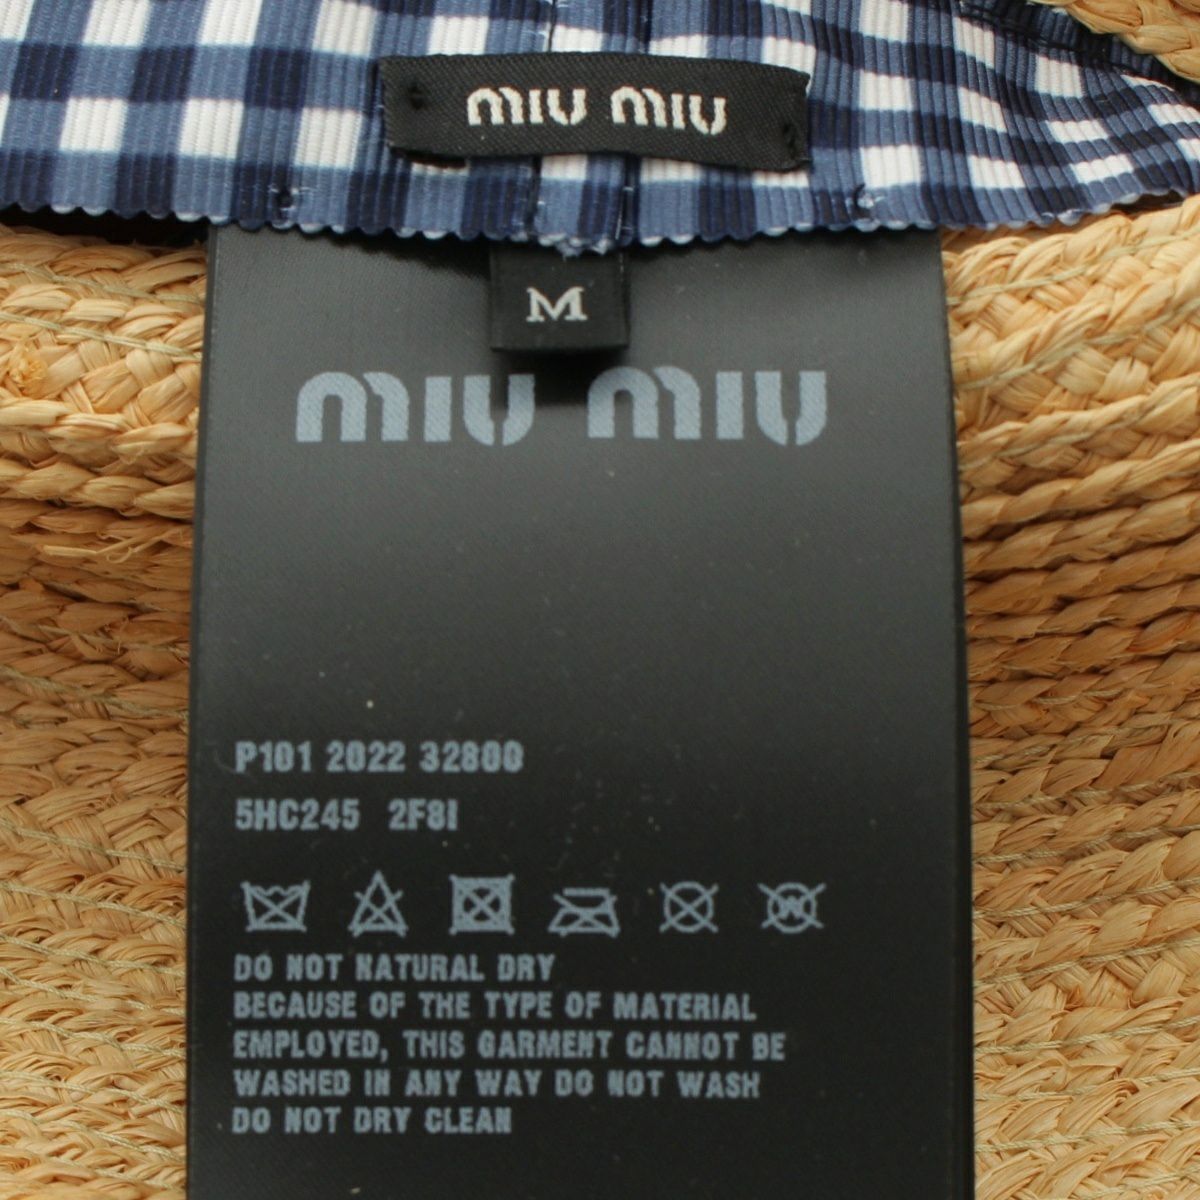 miu miu
M
miu miu
P101 2022 32800
5HC245 2F8I
DO NOT NATURAL DRY
BECAUSE OF THE TYPE OF MATERIAL
EMPLOYED, THIS GARMENT CANNOT BE
WASHED IN ANY WAY DO NOT WASH
DO NOT DRY CLEAN